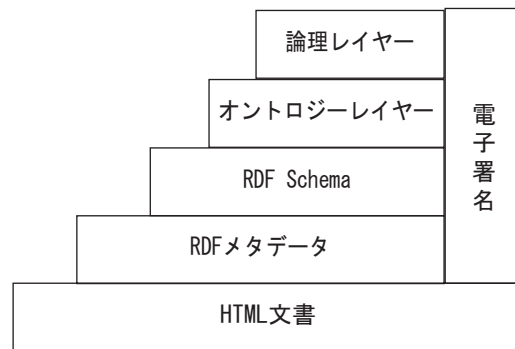 論理レイヤー
オントロジーレイヤー
RDF Schema
RDFメタデータ
HTML文書
電子署名